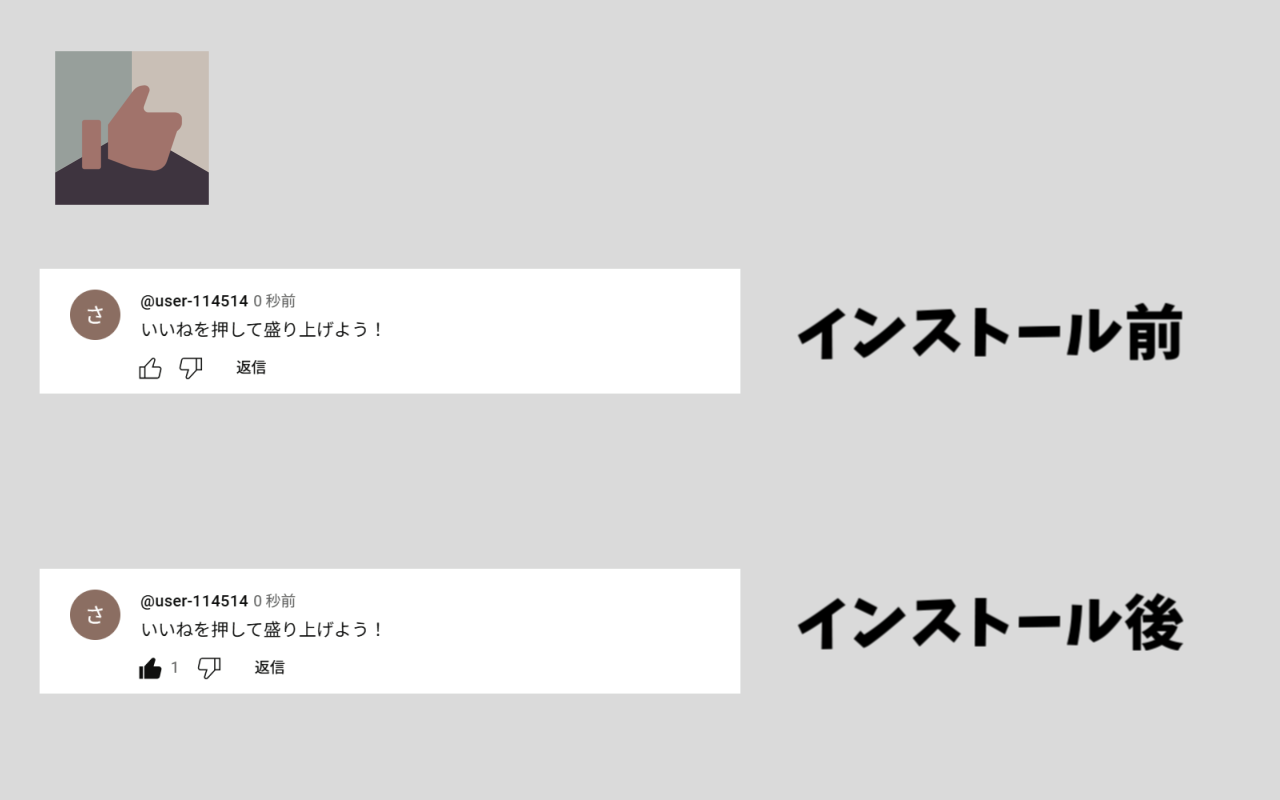 @user-114514 0 秒前
いいねを押して盛り上げよう！
返信
インストール前
さ
@user-114514 0 秒前
いいねを押して盛り上げよう！
1 返信
インストール後
さ